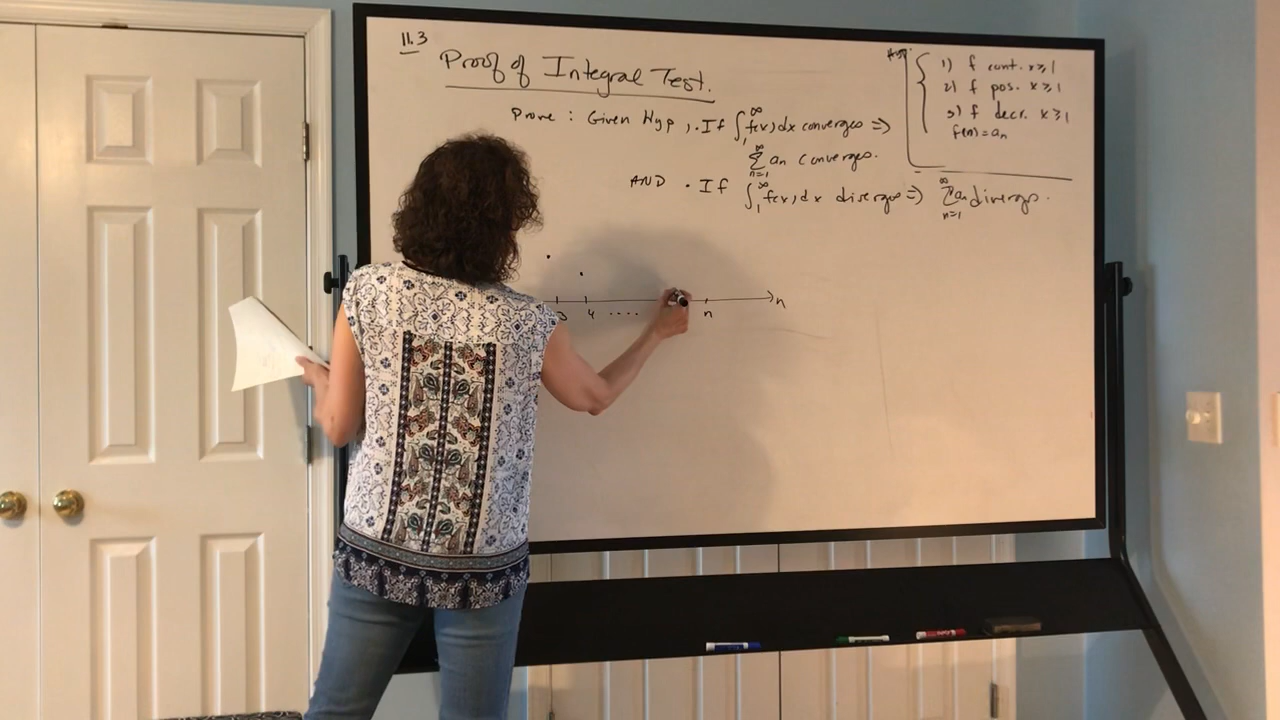 11.3
Proof of Integral Test.
1) f cont. x≥1
2) f pos. x≥1
3) f decr. x≥1
f(n)=an
Prove : Given Hyp, . If ∫₁^∞ f(x)dx converges ⇒
∑_{n=1}^∞ an converges.
AND . If ∫₁^∞ f(x)dx diverges ⇒ ∑_{n=1}^∞ an diverges.
3 4 .... n
n